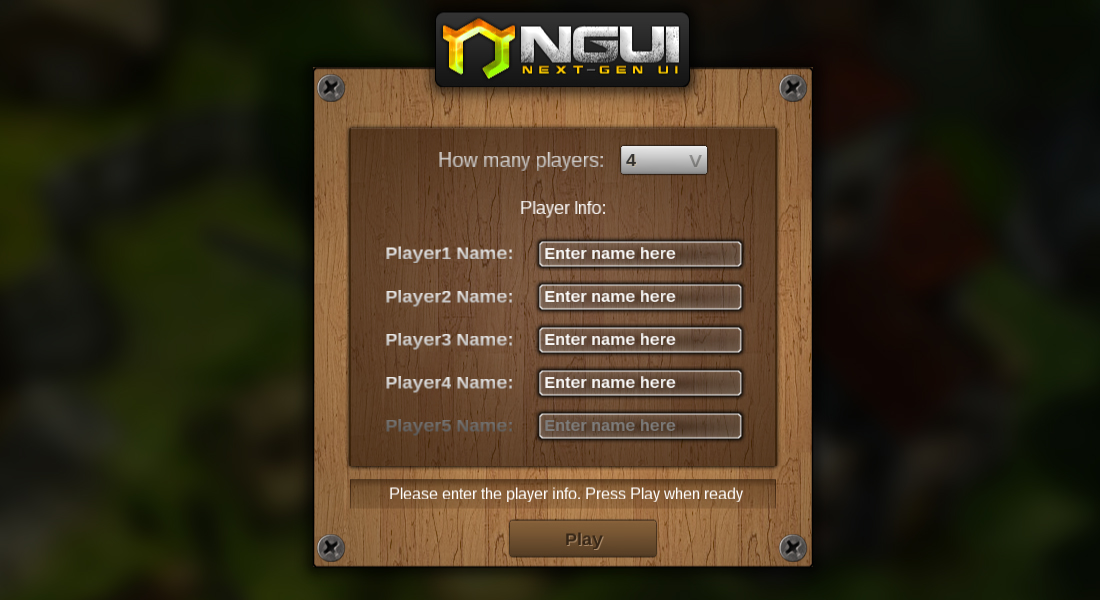 NGUI
NEXT-GEN UI
How many players: 4 V
Player Info:
Player1 Name: Enter name here
Player2 Name: Enter name here
Player3 Name: Enter name here
Player4 Name: Enter name here
Player5 Name: Enter name here
Please enter the player info. Press Play when ready
Play